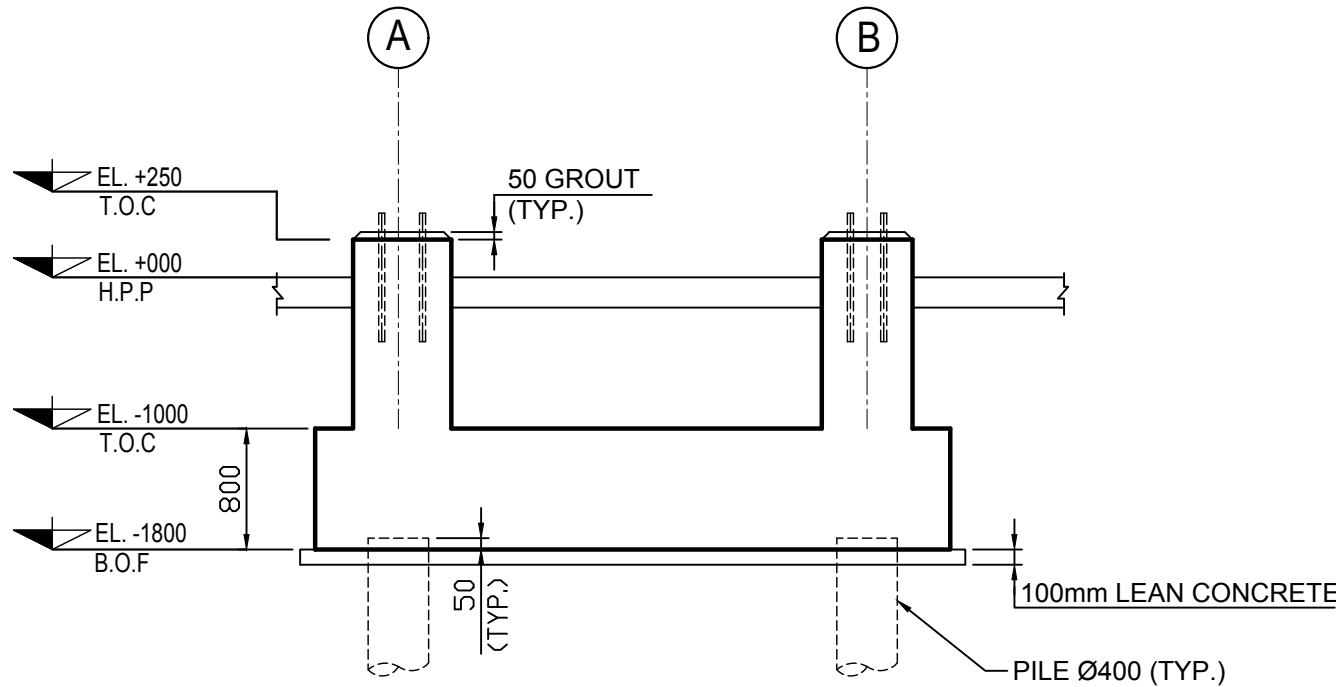 A
B
EL. +250
T.O.C
50 GROUT
(TYP.)
EL. +000
H.P.P
EL. -1000
T.O.C
800
EL. -1800
B.O.F
50
(TYP.)
100mm LEAN CONCRETE
PILE Ø400 (TYP.)